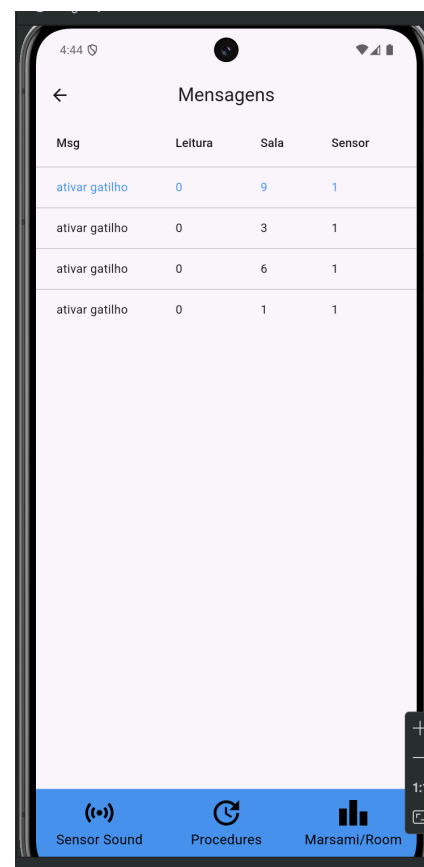 4:44
Mensagens
Msg Leitura Sala Sensor
ativar gatilho 0 9 1
ativar gatilho 0 3 1
ativar gatilho 0 6 1
ativar gatilho 0 1 1
Sensor Sound Procedures Marsami/Room